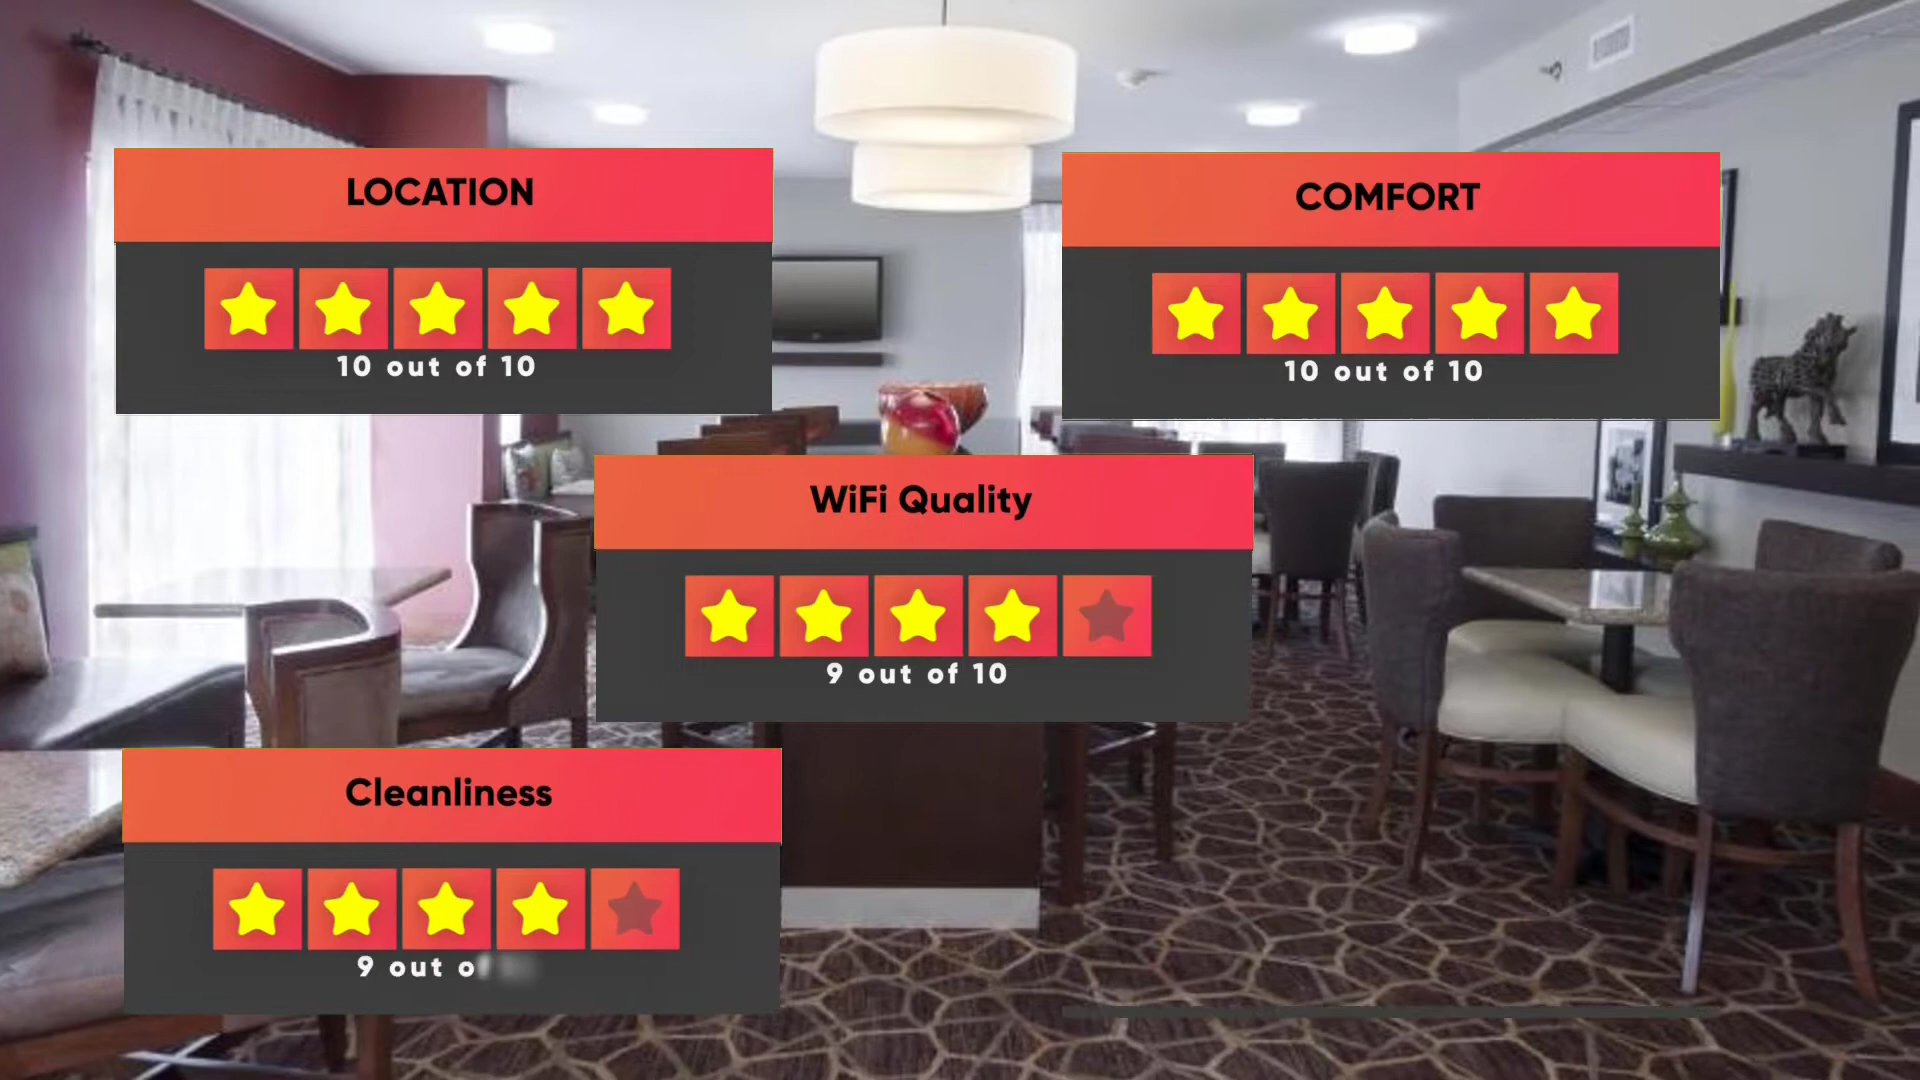 LOCATION
10 out of 10
COMFORT
10 out of 10
WiFi Quality
9 out of 10
Cleanliness
9 out of